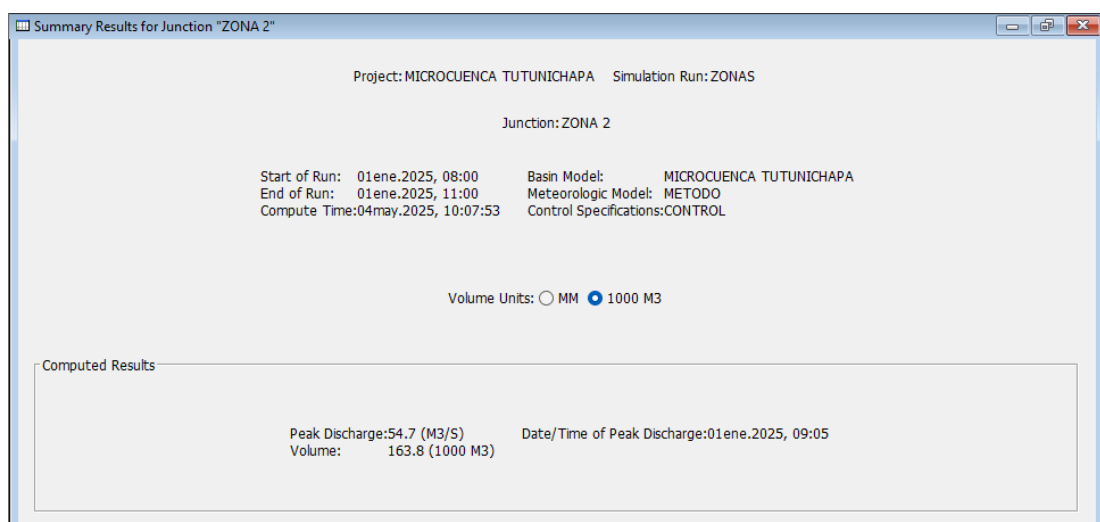 Summary Results for Junction "ZONA 2"
Project: MICROCUENCA TUTUNICHAPA Simulation Run: ZONAS
Junction: ZONA 2
Start of Run: 01ene.2025, 08:00 Basin Model: MICROCUENCA TUTUNICHAPA
End of Run: 01ene.2025, 11:00 Meteorologic Model: METODO
Compute Time:04may.2025, 10:07:53 Control Specifications:CONTROL
Volume Units: MM 1000 M3
Computed Results
Peak Discharge:54.7 (M3/S) Date/Time of Peak Discharge:01ene.2025, 09:05
Volume: 163.8 (1000 M3)